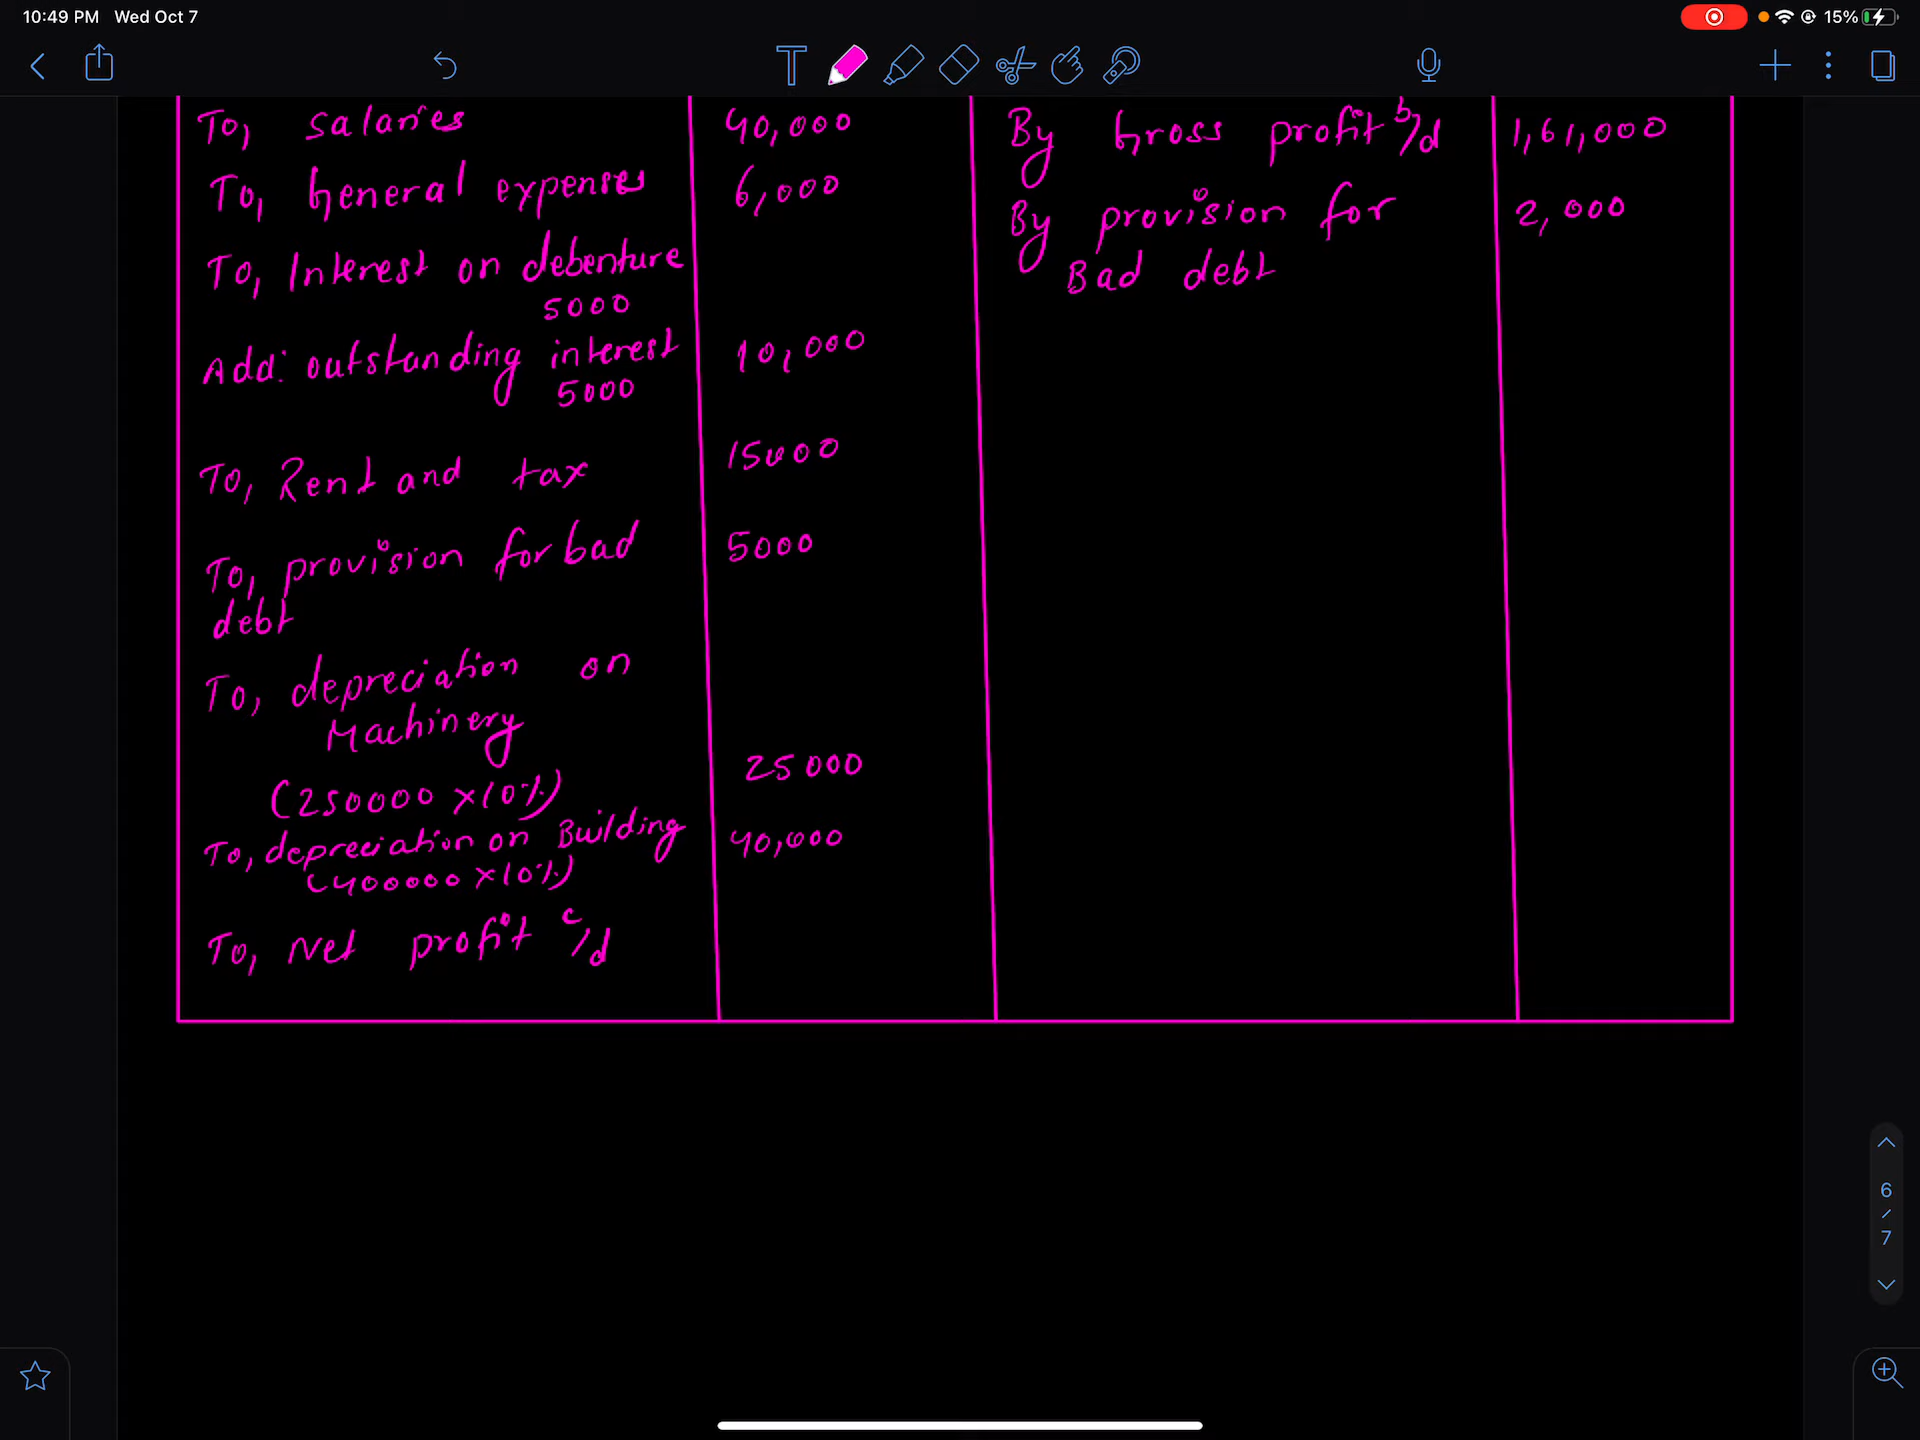 10:49 PM Wed Oct 7
15%
To, salaries 40,000 By Gross profit b/d 1,61,000
To, General expenses 6,000 By provision for 2,000
Bad debt
To, Interest on debenture
5000
Add: outstanding interest 10,000
5000
To, Rent and tax 15000
To, provision for bad 5000
debt
To, depreciation on
Machinery
(250000 x 10%) 25000
To, depreciation on Building 40,000
(400000 x 10%)
To, Net profit c/d
6
/
7